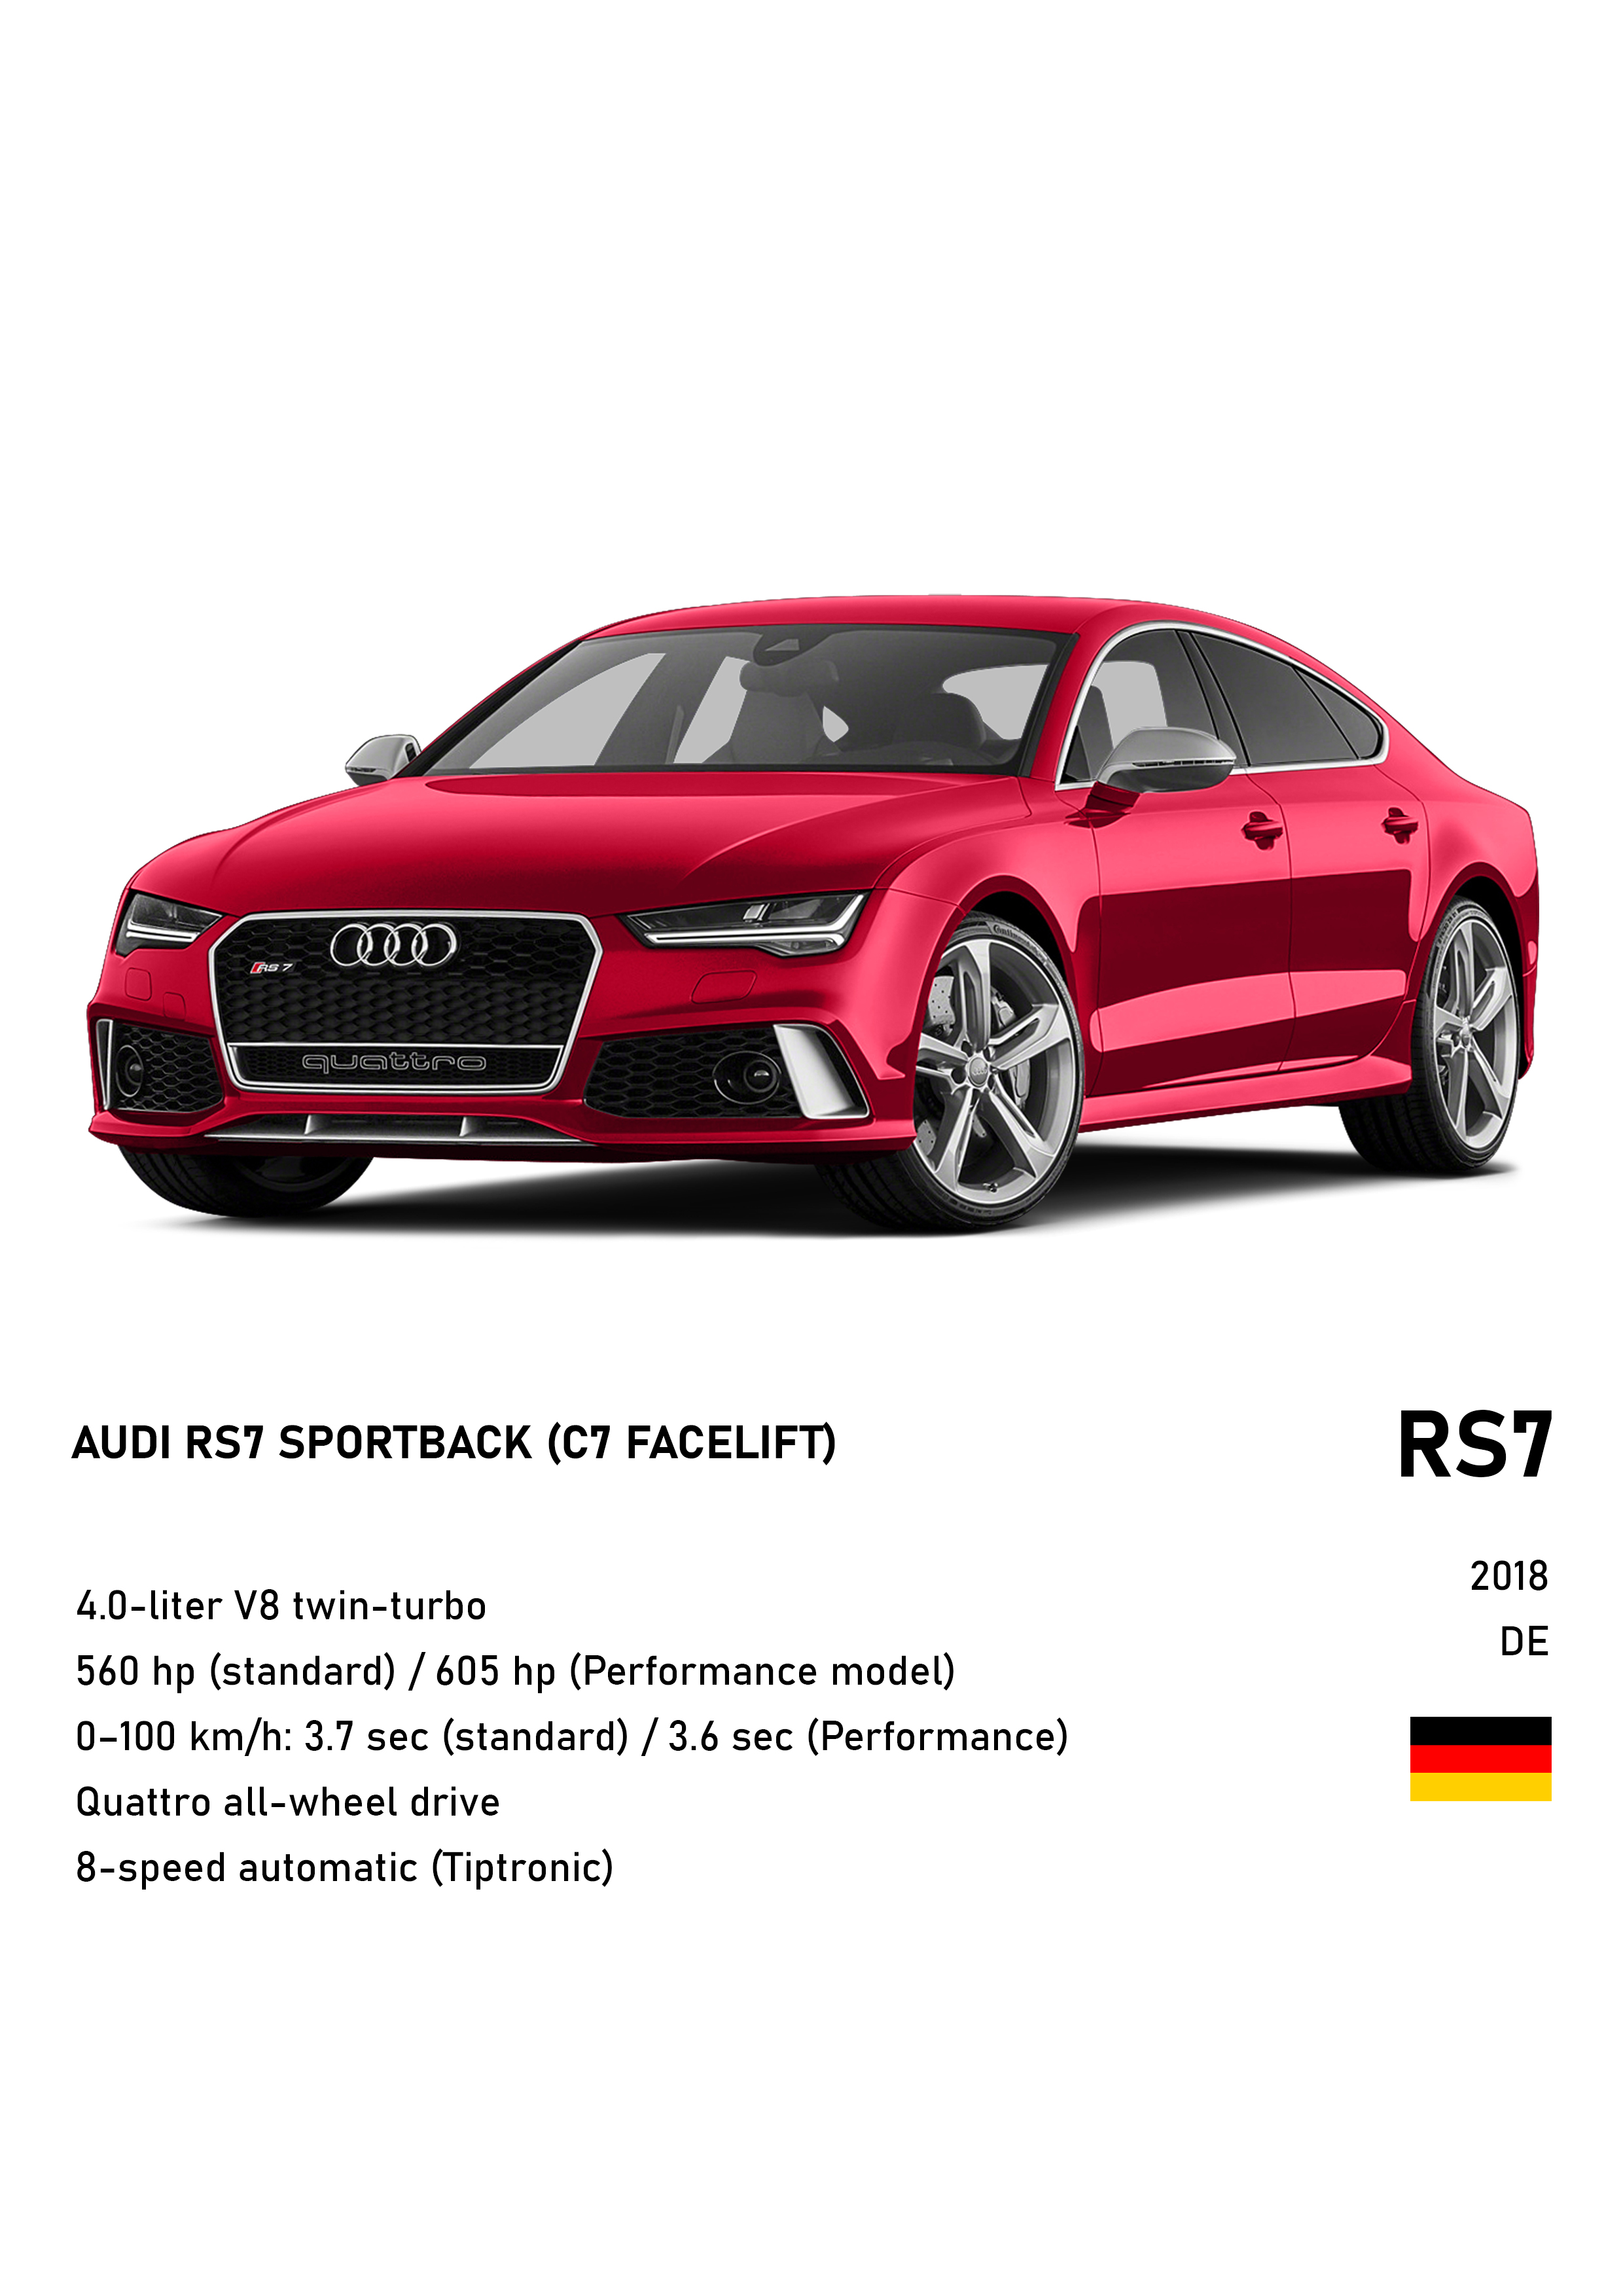 RS 7
quattro
AUDI RS7 SPORTBACK (C7 FACELIFT)
RS7
4.0-liter V8 twin-turbo
560 hp (standard) / 605 hp (Performance model)
0–100 km/h: 3.7 sec (standard) / 3.6 sec (Performance)
Quattro all-wheel drive
8-speed automatic (Tiptronic)
2018
DE